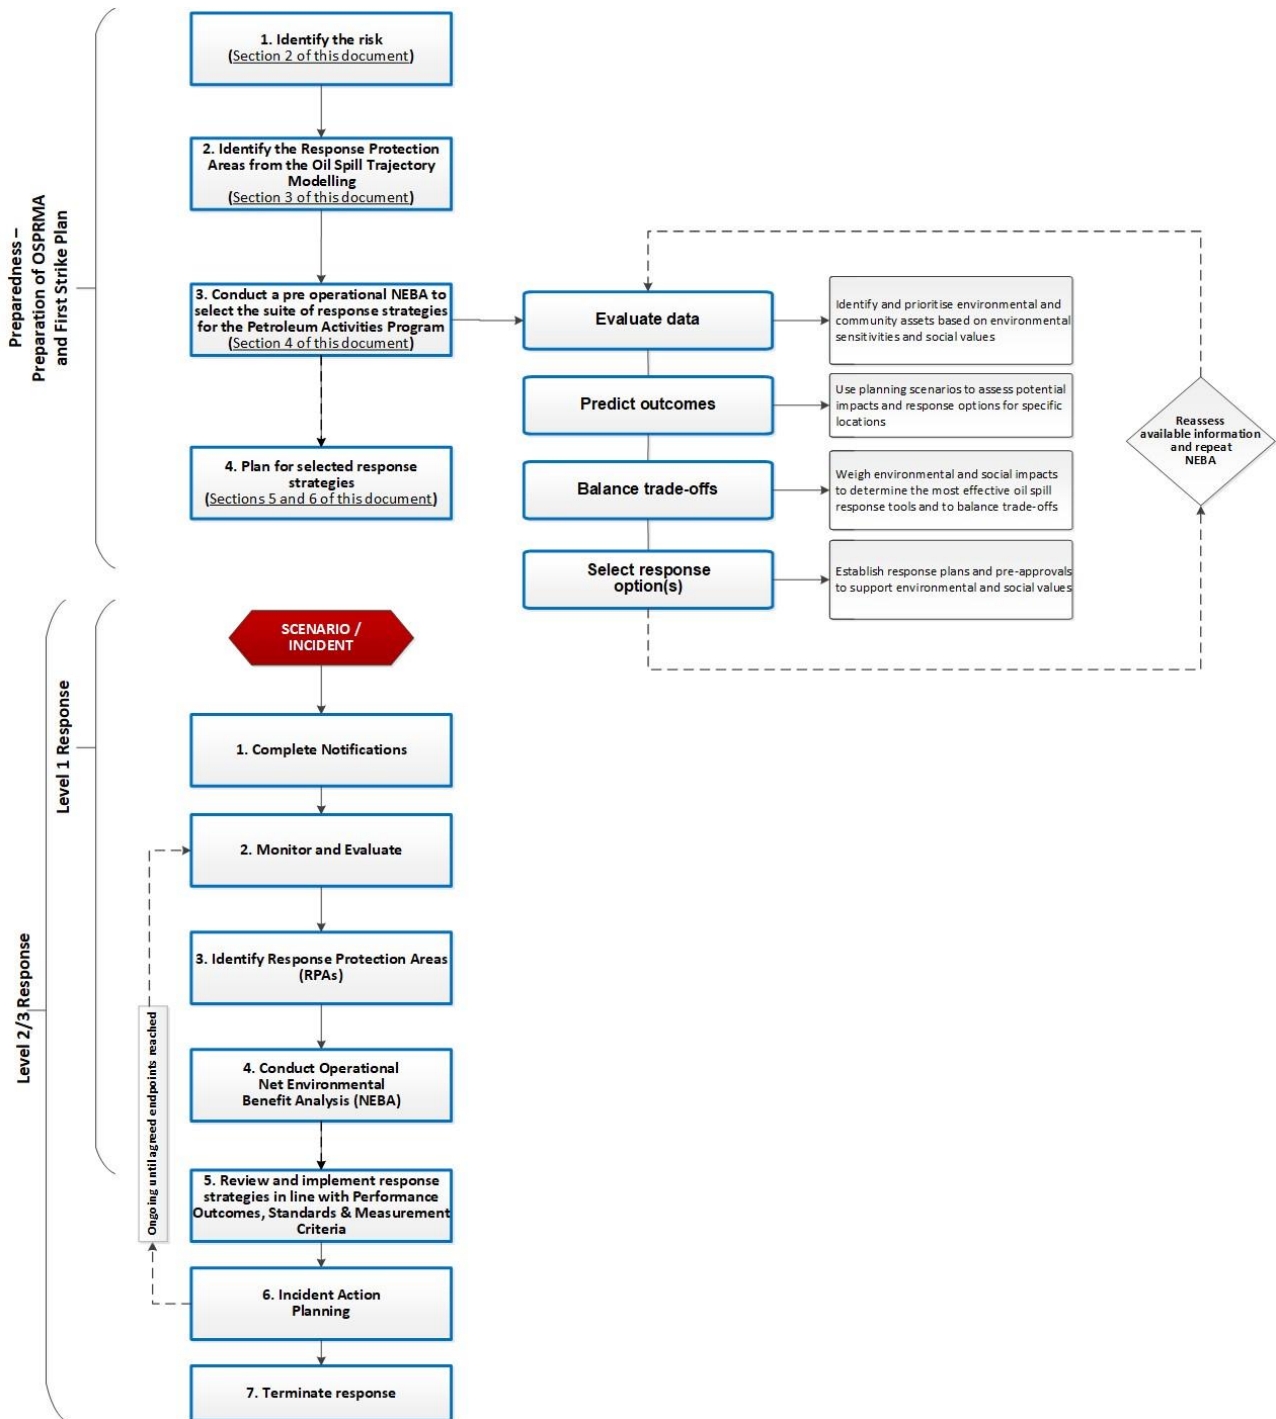 Preparedness –
Preparation of OSPRMA
and First Strike Plan
1. Identify the risk
(Section 2 of this document)
2. Identify the Response Protection
Areas from the Oil Spill Trajectory
Modelling
(Section 3 of this document)
3. Conduct a pre operational NEBA to
select the suite of response strategies
for the Petroleum Activities Program
(Section 4 of this document)
4. Plan for selected response
strategies
(Sections 5 and 6 of this document)
Evaluate data
Identify and prioritise environmental and
community assets based on environmental
sensitivities and social values
Predict outcomes
Use planning scenarios to assess potential
impacts and response options for specific
locations
Balance trade-offs
Weigh environmental and social impacts
to determine the most effective oil spill
response tools and to balance trade-offs
Select response
option(s)
Establish response plans and pre-approvals
to support environmental and social values
Reassess
available information
and repeat
NEBA
Level 2/3 Response
Level 1 Response
SCENARIO /
INCIDENT
1. Complete Notifications
2. Monitor and Evaluate
3. Identify Response Protection Areas
(RPAs)
4. Conduct Operational
Net Environmental
Benefit Analysis (NEBA)
5. Review and implement response
strategies in line with Performance
Outcomes, Standards & Measurement
Criteria
6. Incident Action
Planning
7. Terminate response
Ongoing until agreed endpoints reached